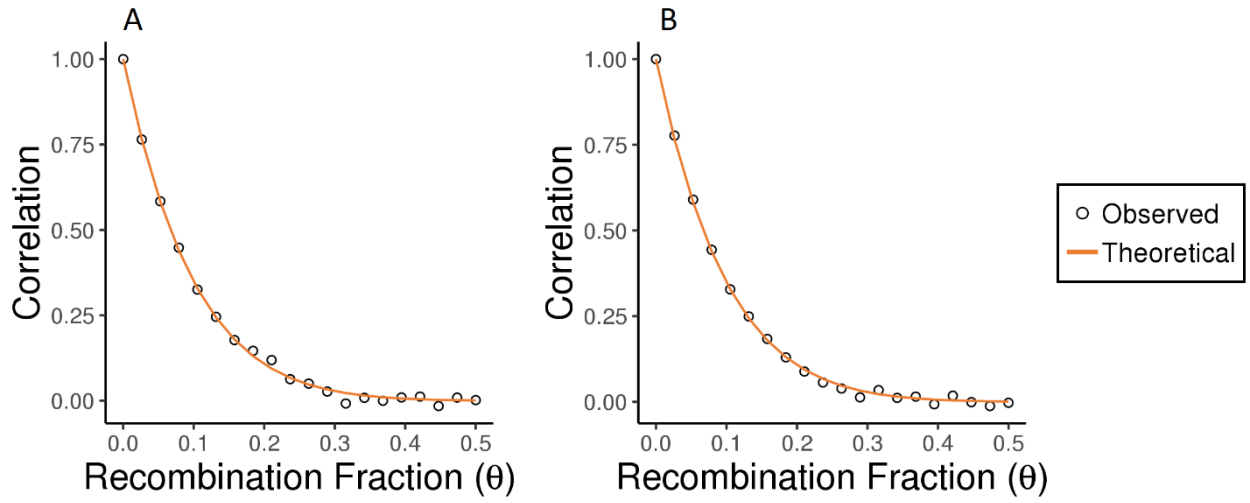 A
1.00
0.75
0.50
0.25
0.00
Correlation
0.0 0.1 0.2 0.3 0.4 0.5
Recombination Fraction (θ)
B
1.00
0.75
0.50
0.25
0.00
Correlation
0.0 0.1 0.2 0.3 0.4 0.5
Recombination Fraction (θ)
Observed
Theoretical